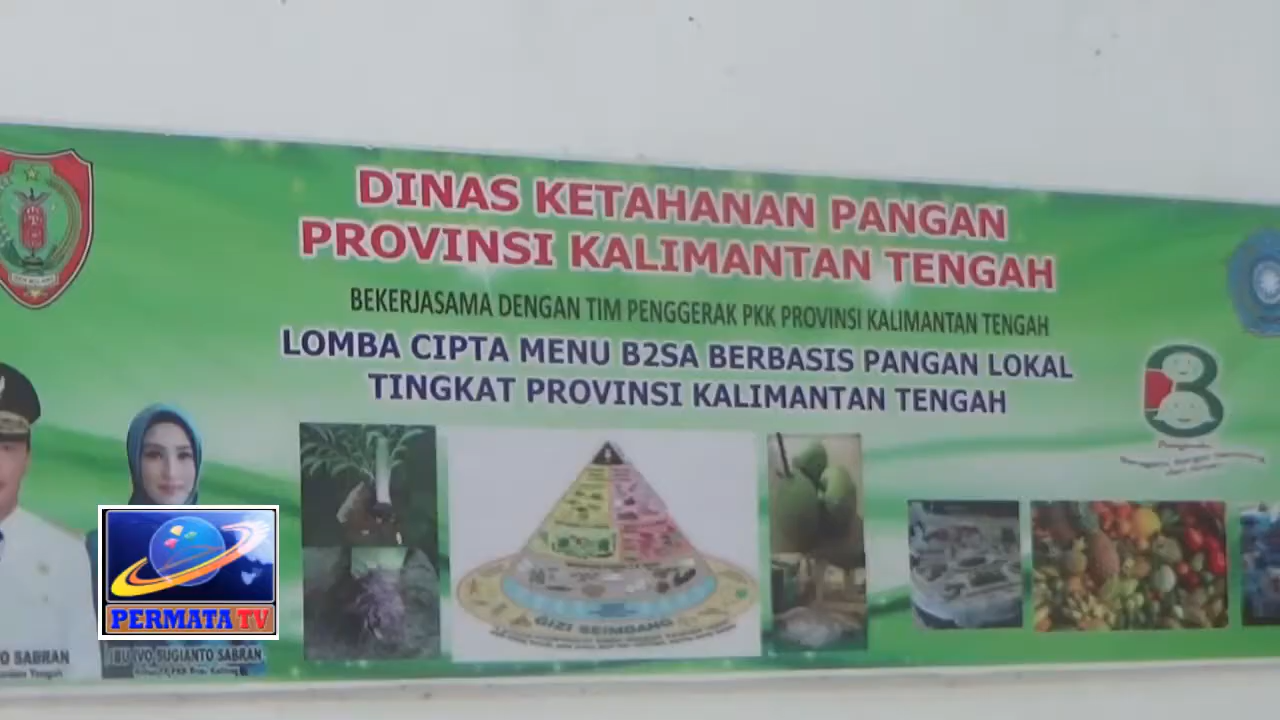 DINAS KETAHANAN PANGAN
PROVINSI KALIMANTAN TENGAH
BEKERJASAMA DENGAN TIM PENGGERAK PKK PROVINSI KALIMANTAN TENGAH
LOMBA CIPTA MENU B2SA BERBASIS PANGAN LOKAL
TINGKAT PROVINSI KALIMANTAN TENGAH
GIZI SEIMBANG
SABRAN
IBU IVO SUGIANTO SABRAN
PERMATA TV